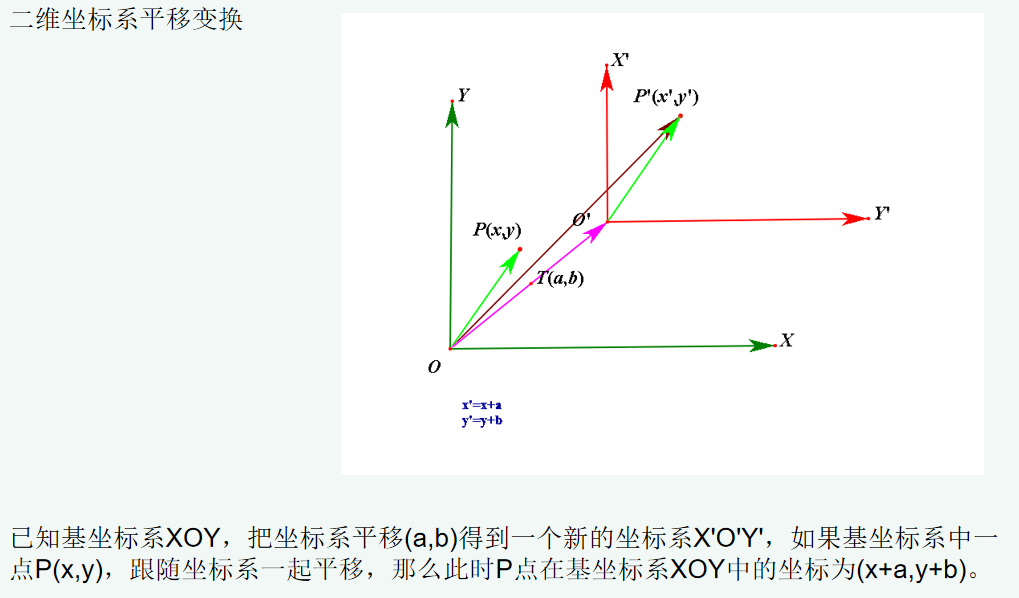 二维坐标系平移变换
X'
P'(x',y')
Y
O'
Y'
P(x,y)
T(a,b)
X
O
x'=x+a
y'=y+b
已知基坐标系XOY，把坐标系平移(a,b)得到一个新的坐标系X'O'Y'，如果基坐标系中一
点P(x,y)，跟随坐标系一起平移，那么此时P点在基坐标系XOY中的坐标为(x+a,y+b)。